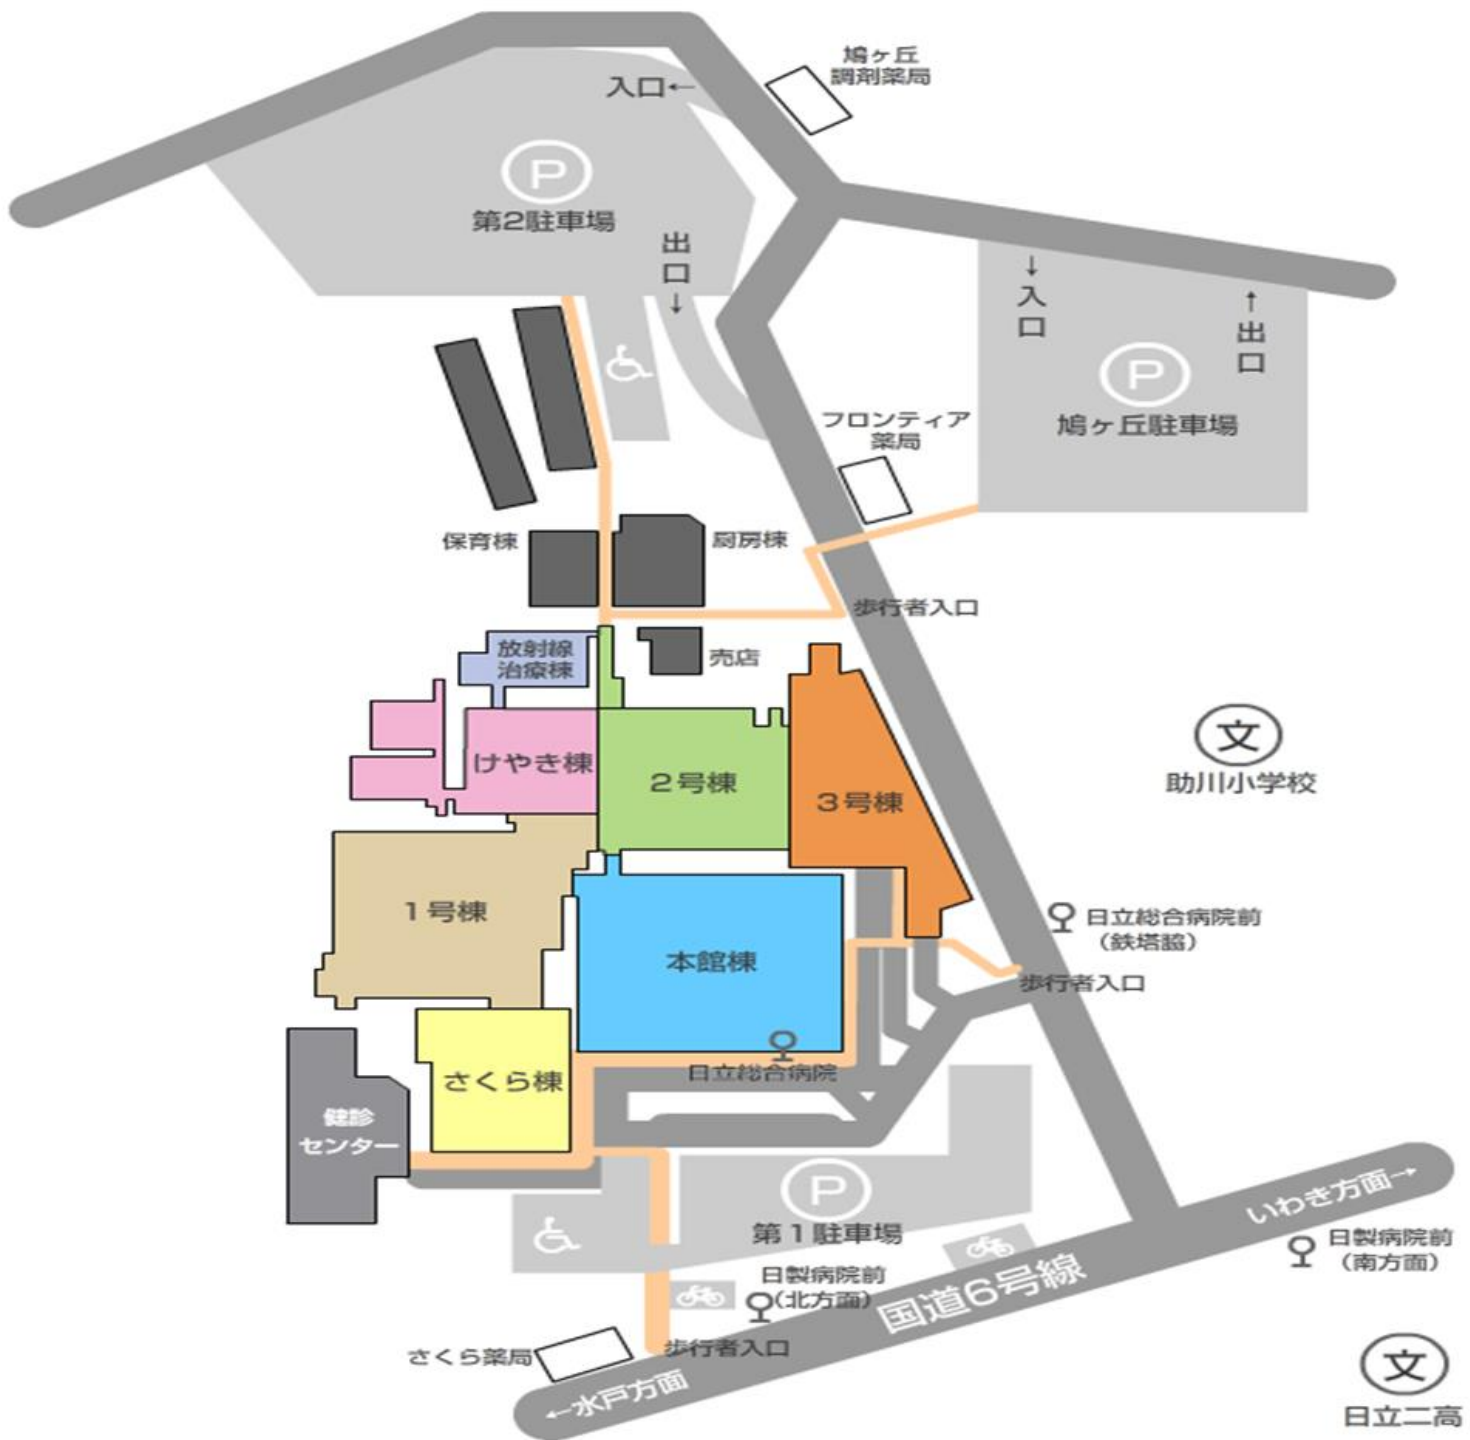 鳩ヶ丘
調剤薬局
入口←
P
第2駐車場
出口↓
↓入口
↑出口
P
鳩ヶ丘駐車場
フロンティア
薬局
保育棟
厨房棟
歩行者入口
放射線
治療棟
売店
けやき棟
2号棟
3号棟
文
助川小学校
1号棟
本館棟
日立総合病院前
(鉄塔脇)
歩行者入口
日立総合病院
さくら棟
健診
センター
P
第1駐車場
いわき方面→
日製病院前
(南方面)
日製病院前
(北方面)
国道6号線
さくら薬局
歩行者入口
←水戸方面
文
日立二高